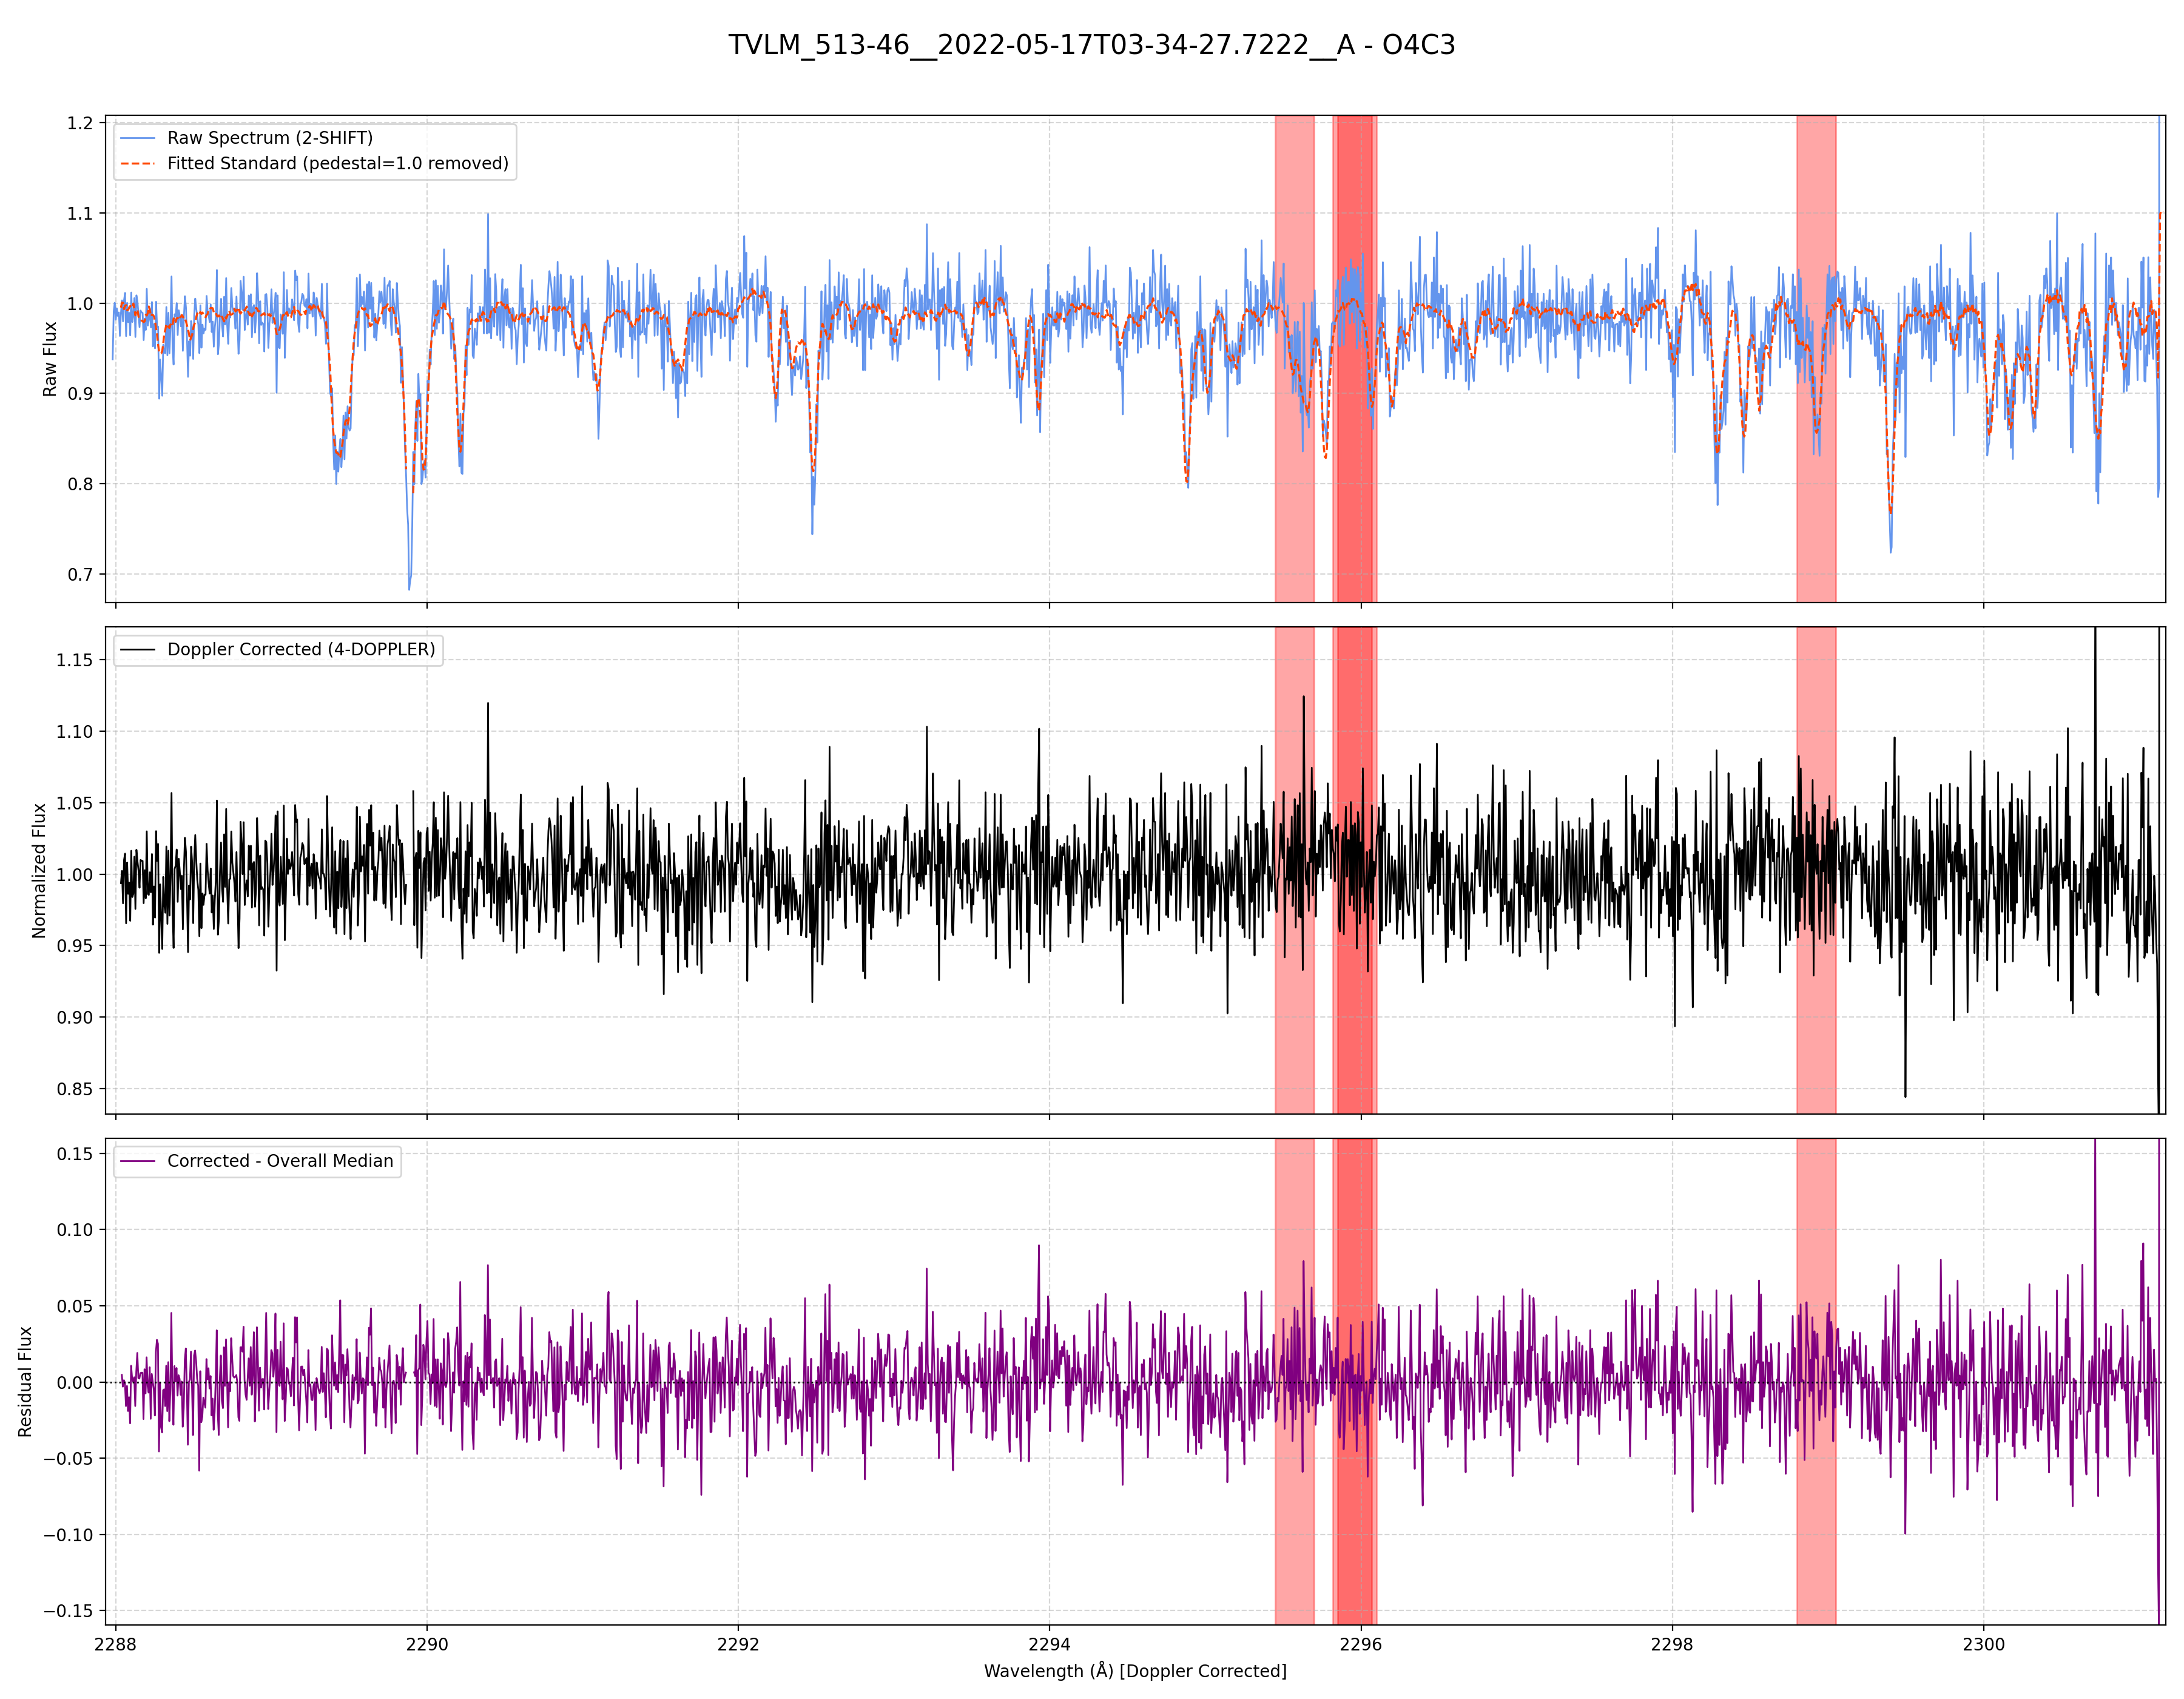 TVLM_513-46__2022-05-17T03-34-27.7222__A - O4C3
Raw Spectrum (2-SHIFT)
Fitted Standard (pedestal=1.0 removed)
Raw Flux
1.2
1.1
1.0
0.9
0.8
0.7
Doppler Corrected (4-DOPPLER)
Normalized Flux
1.15
1.10
1.05
1.00
0.95
0.90
0.85
Corrected - Overall Median
Residual Flux
0.15
0.10
0.05
0.00
−0.05
−0.10
−0.15
2288 2290 2292 2294 2296 2298 2300
Wavelength (Å) [Doppler Corrected]